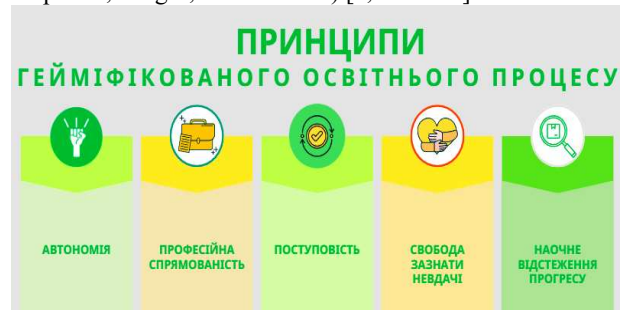 ПРИНЦИПИ
ГЕЙМІФІКОВАНОГО ОСВІТНЬОГО ПРОЦЕСУ
АВТОНОМІЯ
ПРОФЕСІЙНА
СПРЯМОВАНІСТЬ
ПОСТУПОВІСТЬ
СВОБОДА
ЗАЗНАТИ
НЕВДАЧІ
НАОЧНЕ
ВІДСТЕЖЕННЯ
ПРОГРЕСУ